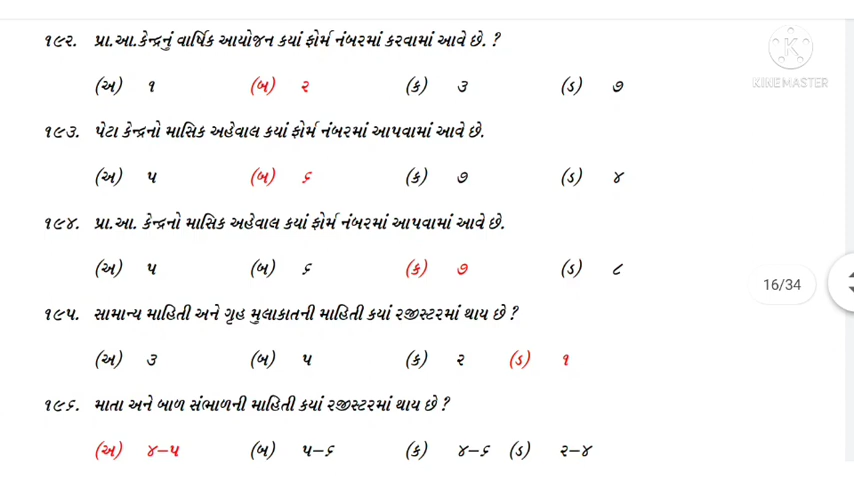 ૧૯૨. પ્રા.આ.કેન્દ્રનું વાર્ષિક આયોજન કયાં ફોર્મ નંબરમાં કરવામાં આવે છે. ?
(અ) ૧ (બ) ૨ (ક) ૩ (ડ) ૭
૧૯૩. પેટા કેન્દ્રનો માસિક અહેવાલ કયાં ફોર્મ નંબરમાં આપવામાં આવે છે.
(અ) ૫ (બ) ૬ (ક) ૭ (ડ) ૪
૧૯૪. પ્રા.આ. કેન્દ્રનો માસિક અહેવાલ કયાં ફોર્મ નંબરમાં આપવામાં આવે છે.
(અ) ૫ (બ) ૬ (ક) ૭ (ડ) ૮
૧૯૫. સામાન્ય માહિતી અને ગૃહ મુલાકાતની માહિતી કયાં રજીસ્ટરમાં થાય છે ?
(અ) ૩ (બ) ૫ (ક) ૨ (ડ) ૧
૧૯૬. માતા અને બાળ સંભાળની માહિતી કયાં રજીસ્ટરમાં થાય છે ?
(અ) ૪–૫ (બ) ૫–૬ (ક) ૪–૬ (ડ) ૨–૪
K
KINEMASTER
16/34